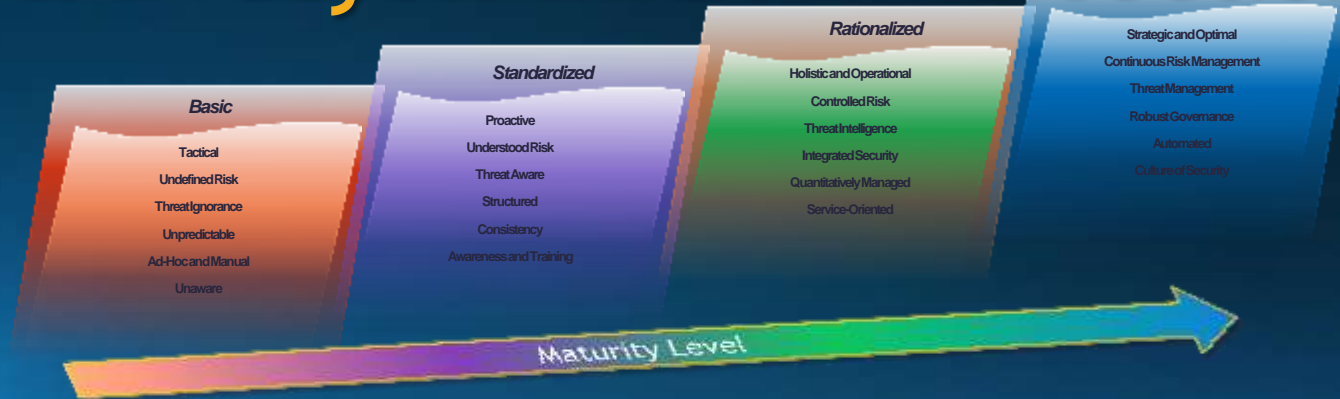 Basic
Tactical
Undefined Risk
Threat Ignorance
Unpredictable
Ad-Hoc and Manual
Unaware
Standardized
Proactive
Understood Risk
Threat Aware
Structured
Consistency
Awareness and Training
Rationalized
Holistic and Operational
Controlled Risk
Threat Intelligence
Integrated Security
Quantitatively Managed
Service-Oriented
Strategic and Optimal
Continuous Risk Management
Threat Management
Robust Governance
Automated
Culture of Security
Maturity Level